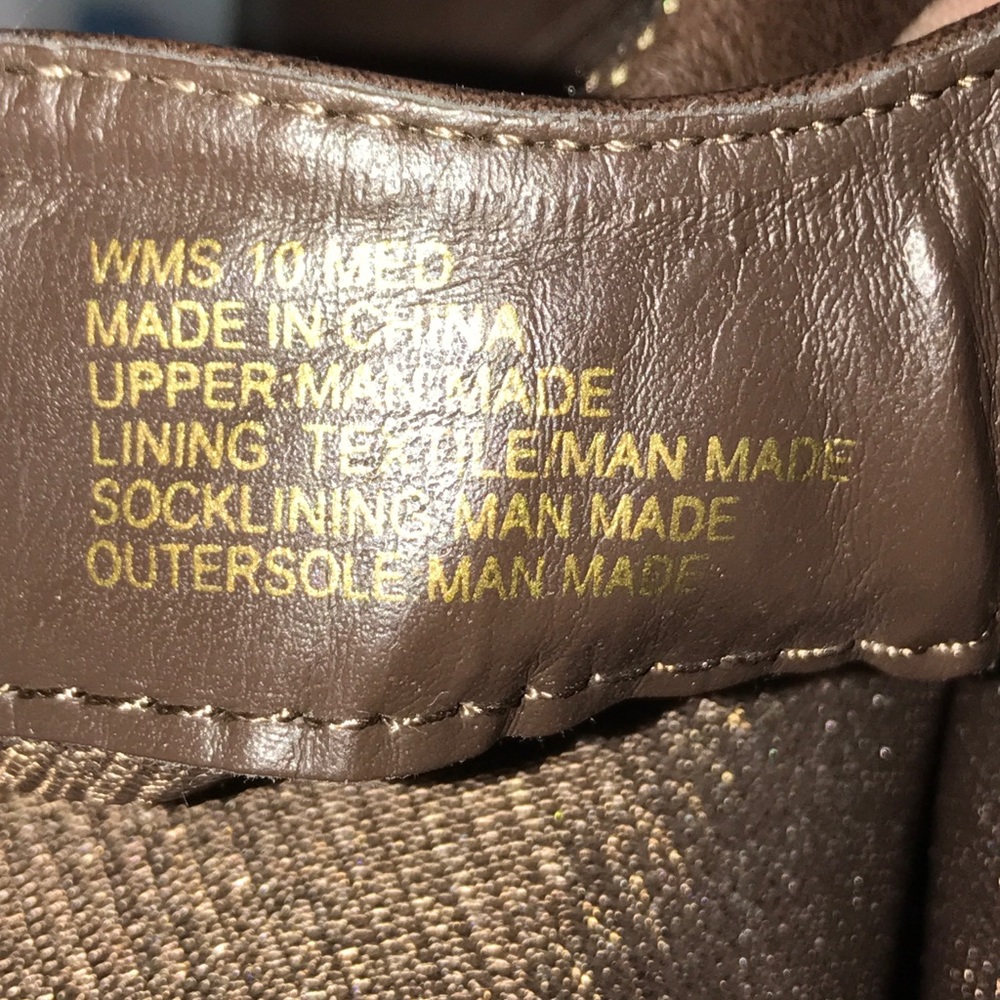 WMS 10 MED
MADE IN CHINA
UPPER:MAN MADE
LINING TEXTILE/MAN MADE
SOCKLINING MAN MADE
OUTERSOLE MAN MADE